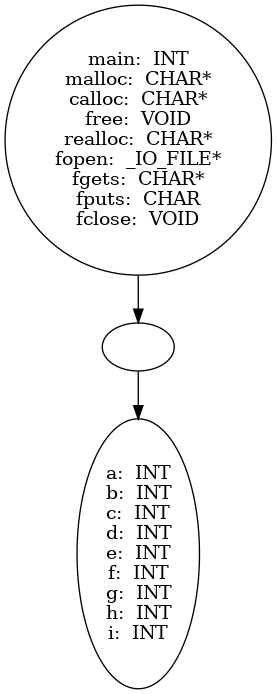 main: INT
malloc: CHAR*
calloc: CHAR*
free: VOID
realloc: CHAR*
fopen: _IO_FILE*
fgets: CHAR*
fputs: CHAR
fclose: VOID
a: INT
b: INT
c: INT
d: INT
e: INT
f: INT
g: INT
h: INT
i: INT